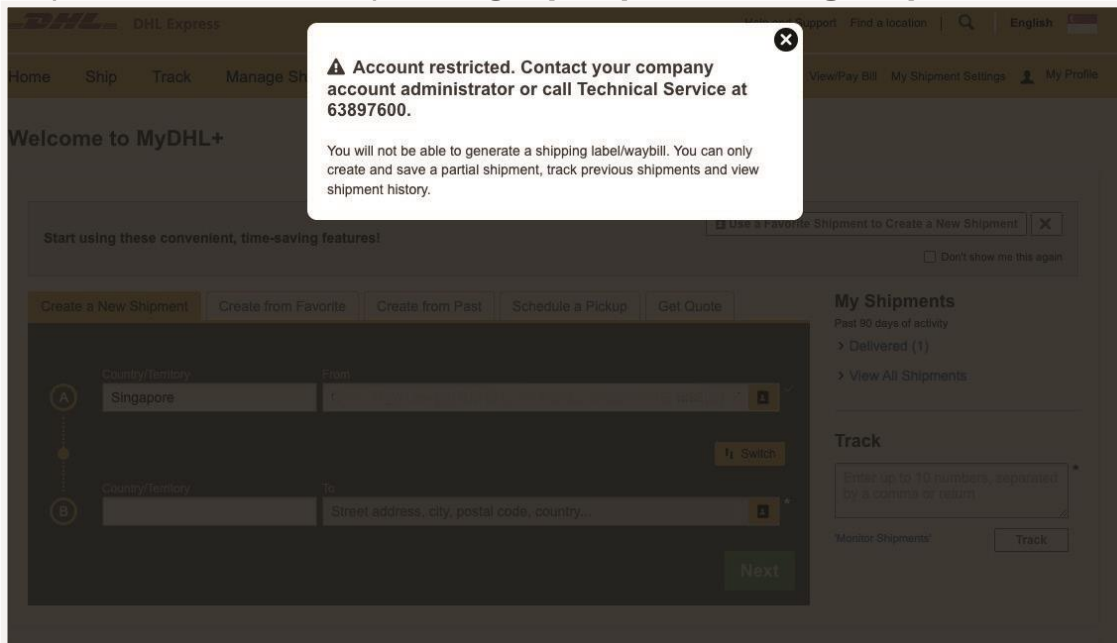 DHL DHL Express
Support Find a location English
Account restricted. Contact your company
account administrator or call Technical Service at
63897600.
You will not be able to generate a shipping label/waybill. You can only
create and save a partial shipment, track previous shipments and view
shipment history.
Home Ship Track Manage Sh
View/Pay Bill My Shipment Settings My Profile
Welcome to MyDHL+
Start using these convenient, time-saving features!
Use a Favorite Shipment to Create a New Shipment
Don't show me this again
Create a New Shipment Create from Favorite Create from Past Schedule a Pickup Get Quote
Country/Territory From
A Singapore
Switch
Country/Territory To
B Street address, city, postal code, country...
Next
My Shipments
Past 90 days of activity
Delivered (1)
View All Shipments
Track
Enter up to 10 numbers, separated
by a comma or return
'Monitor Shipments' Track